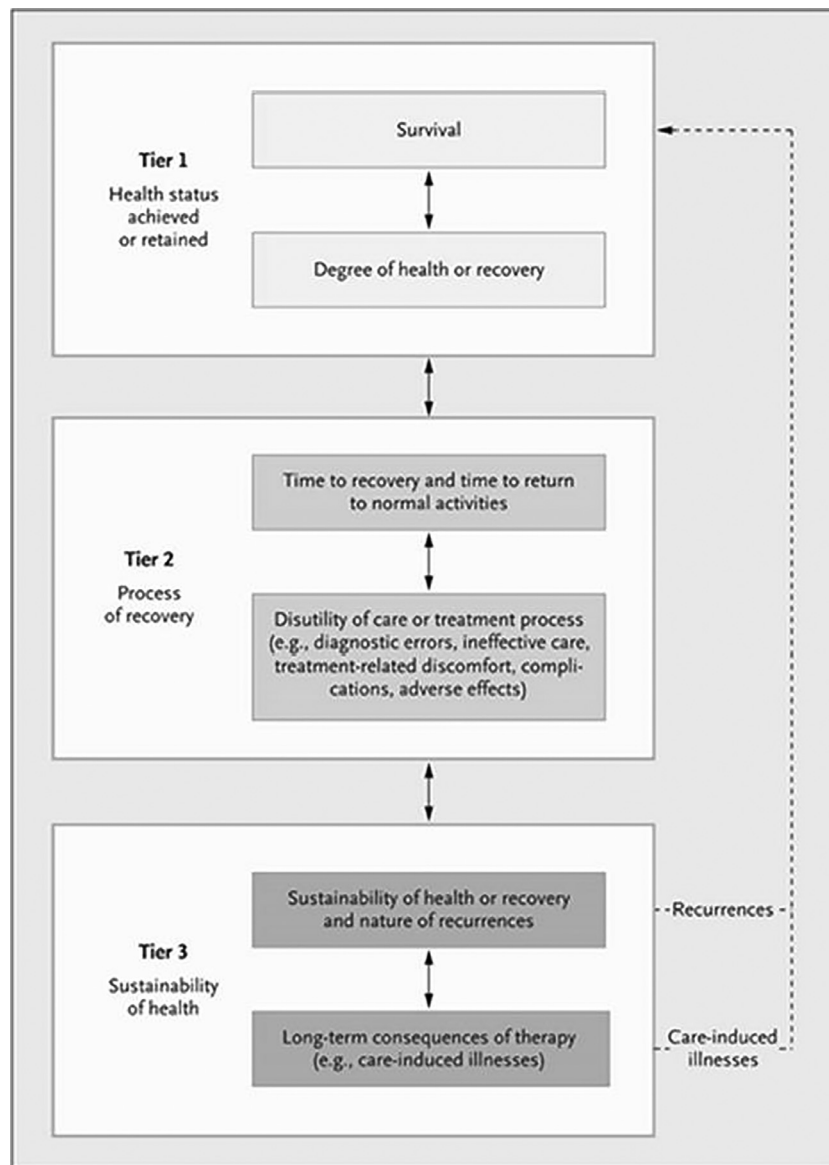 Survival
Tier 1
Health status
achieved
or retained
Degree of health or recovery
Time to recovery and time to return
to normal activities
Tier 2
Process
of recovery
Disutility of care or treatment process
(e.g., diagnostic errors, ineffective care,
treatment-related discomfort, compli-
cations, adverse effects)
Sustainability of health or recovery
and nature of recurrences
Recurrences
Tier 3
Sustainability
of health
Long-term consequences of therapy
(e.g., care-induced illnesses)
Care-induced
illnesses